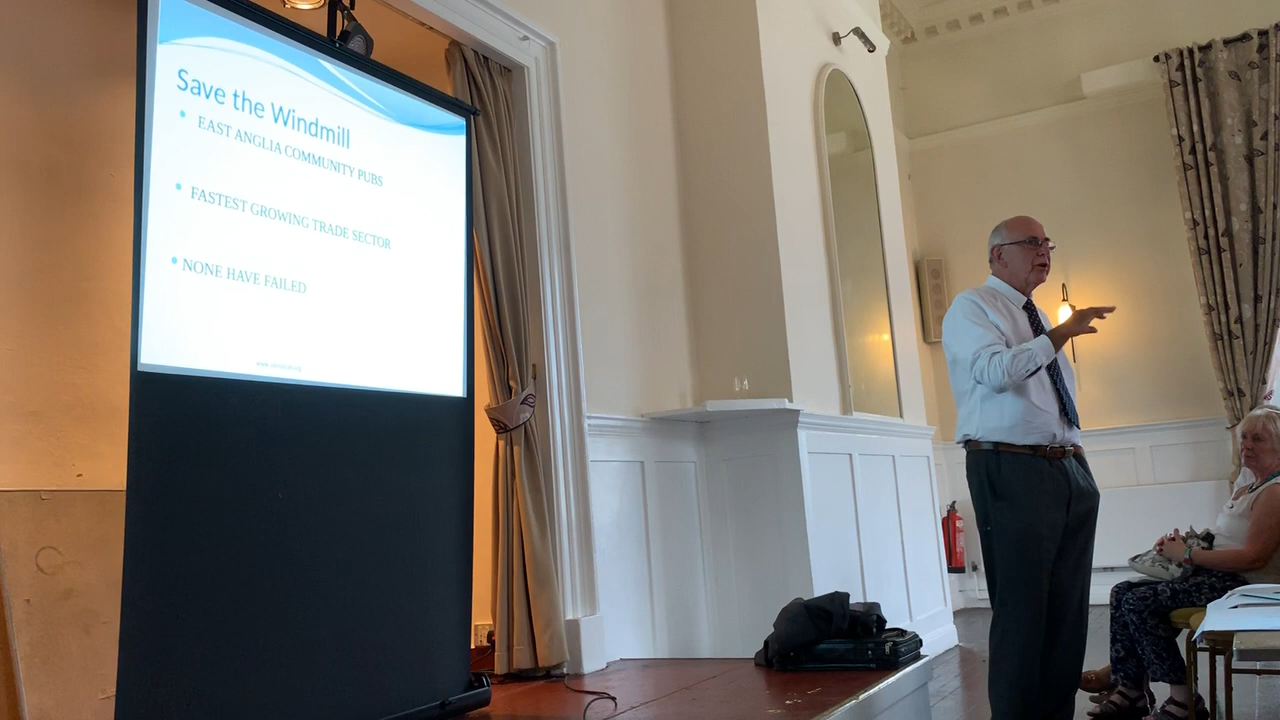 Save the Windmill
EAST ANGLIA COMMUNITY PUBS
FASTEST GROWING TRADE SECTOR
NONE HAVE FAILED